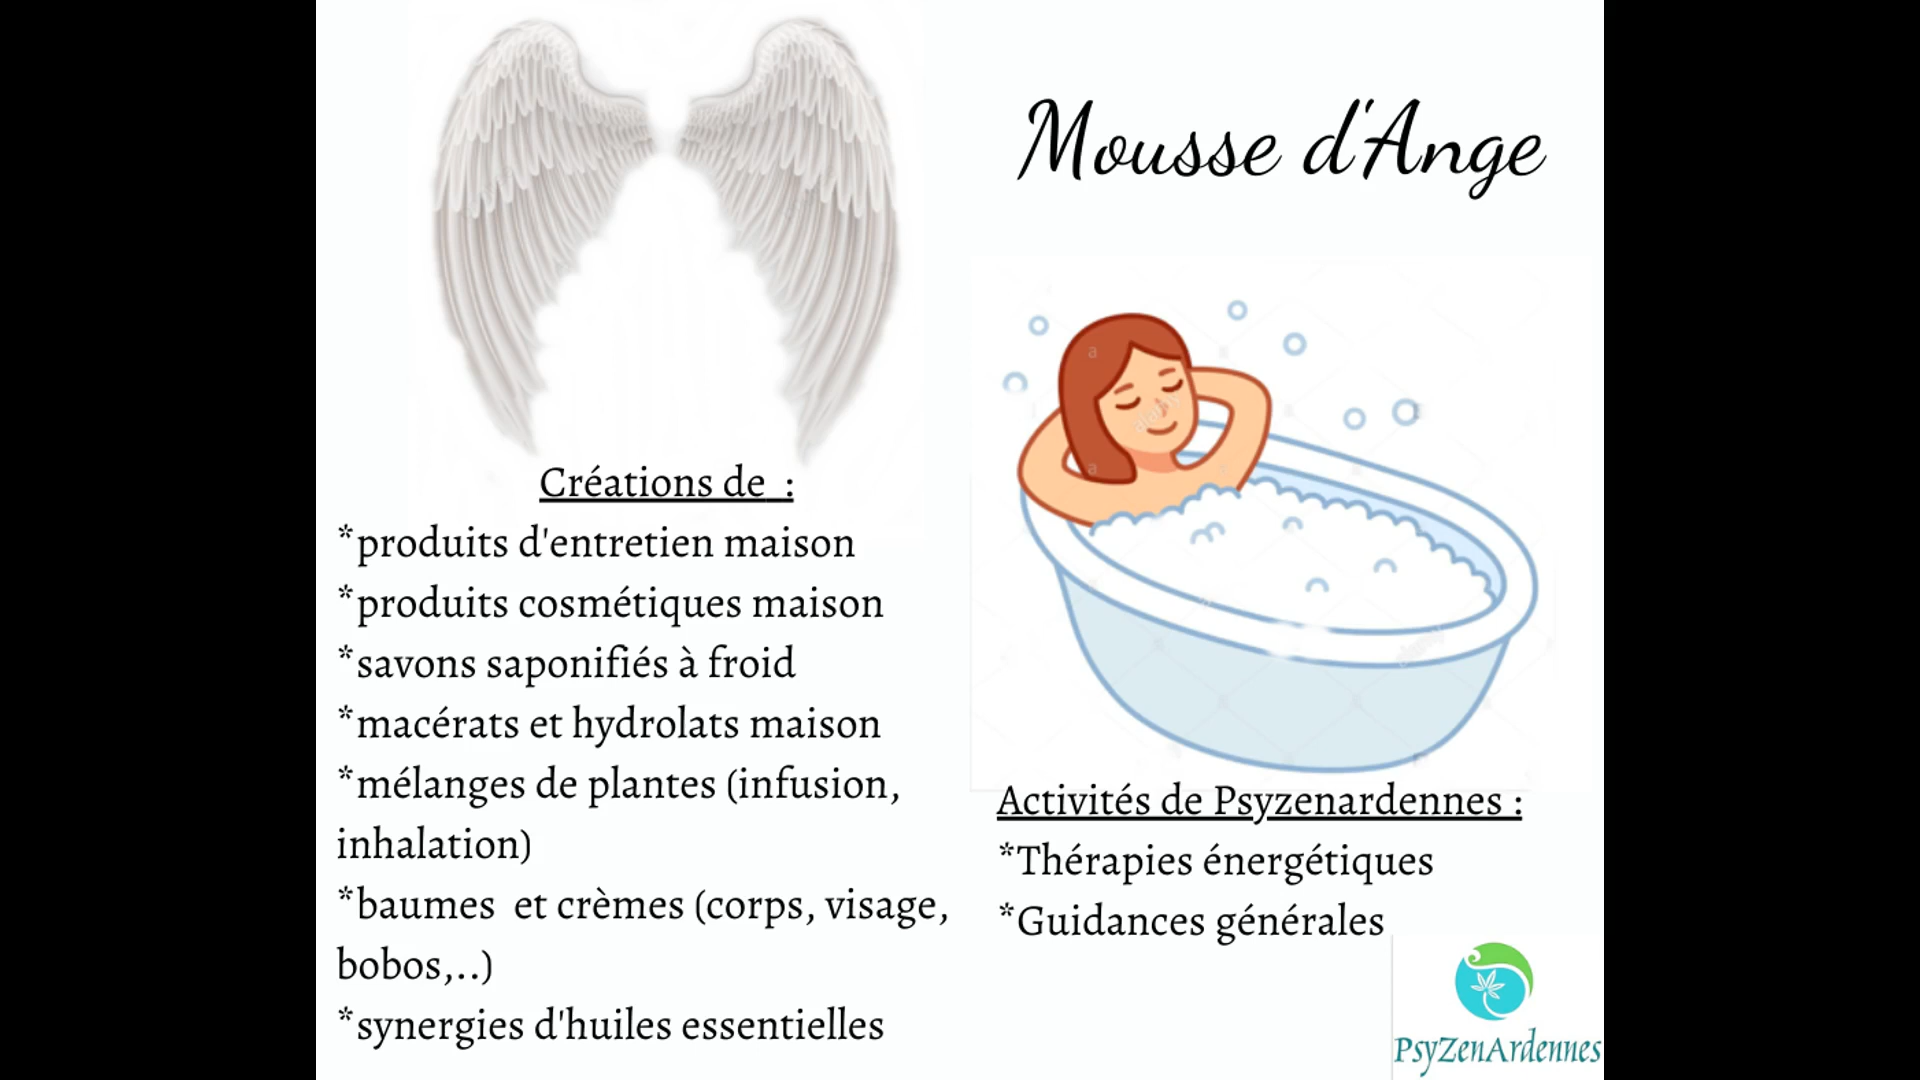 Mousse d'Ange
Créations de  :
*produits d'entretien maison
*produits cosmétiques maison
*savons saponifiés à froid
*macérats et hydrolats maison
*mélanges de plantes (infusion,
inhalation)
*baumes  et crèmes (corps, visage,
bobos,..)
*synergies d'huiles essentielles
Activités de Psyzenardennes :
*Thérapies énergétiques
*Guidances générales
PsyZenArdennes